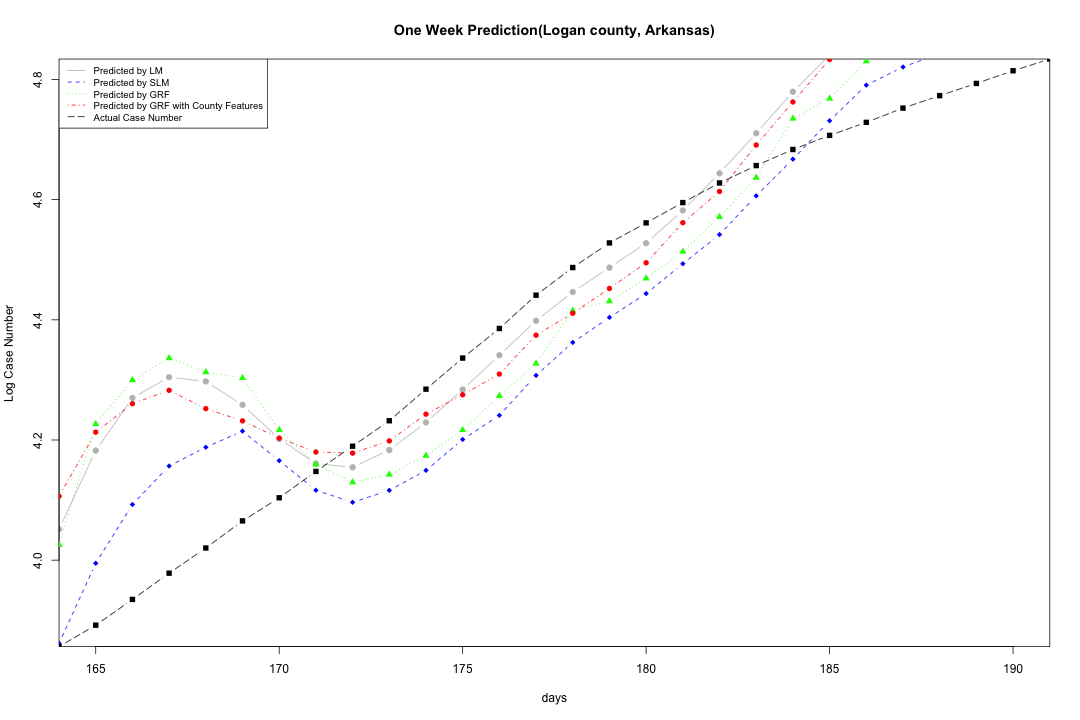 One Week Prediction(Logan county, Arkansas)
Predicted by LM
Predicted by SLM
Predicted by GRF
Predicted by GRF with County Features
Actual Case Number
Log Case Number
4.8
4.6
4.4
4.2
4.0
165 170 175 180 185 190
days